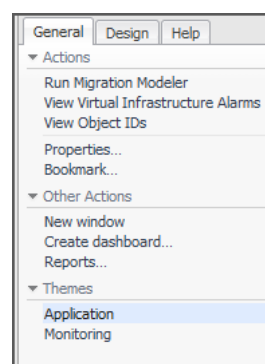 General Design Help
Actions
Run Migration Modeler
View Virtual Infrastructure Alarms
View Object IDs
Properties...
Bookmark...
Other Actions
New window
Create dashboard...
Reports...
Themes
Application
Monitoring